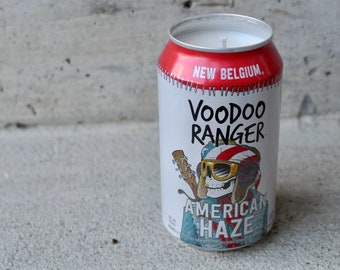 NEW BELGIUM.
VOODOO
RANGER
AMERICAN
HAZE